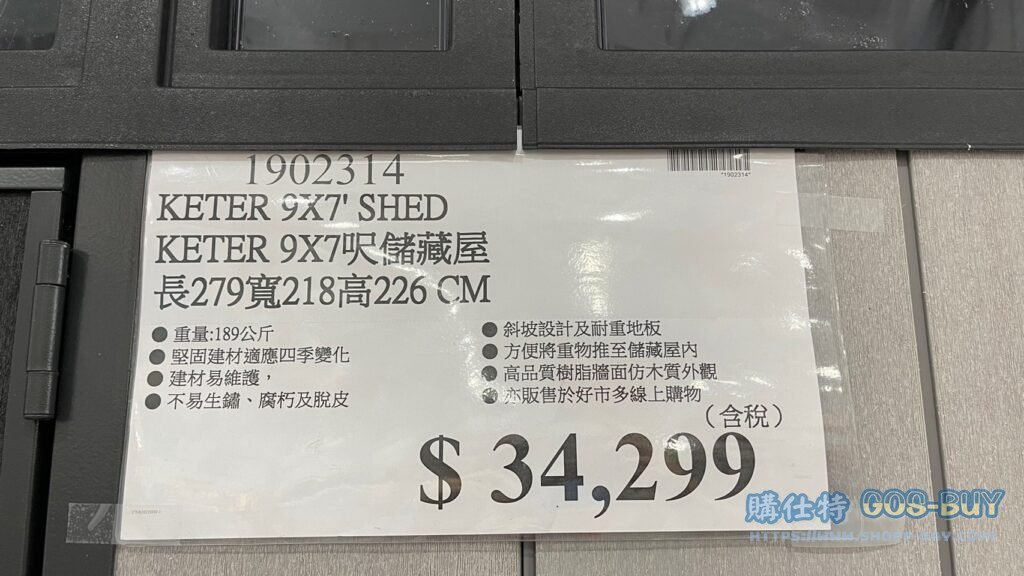 1902314
*1902314*
KETER 9X7' SHED
KETER 9X7呎儲藏屋
長279寬218高226 CM
● 重量:189公斤
● 堅固建材適應四季變化
● 建材易維護，
● 不易生鏽、腐朽及脫皮
● 斜坡設計及耐重地板
● 方便將重物推至儲藏屋內
● 高品質樹脂牆面仿木質外觀
● 亦販售於好市多線上購物
（含稅）
$ 34,299
購仕特 GOS-BUY